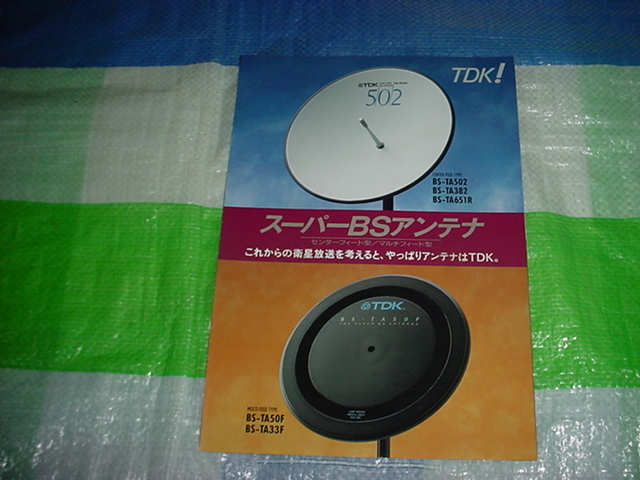 TDK!
TDK
502
CENTER FEED TYPE
BS-TA502
BS-TA382
BS-TA651R
スーパーBSアンテナ
センターフィード型/マルチフィード型
これからの衛星放送を考えると、やっぱりアンテナはTDK。
TDK
BS-TA50F
MULTI FEED TYPE
BS-TA50F
BS-TA33F